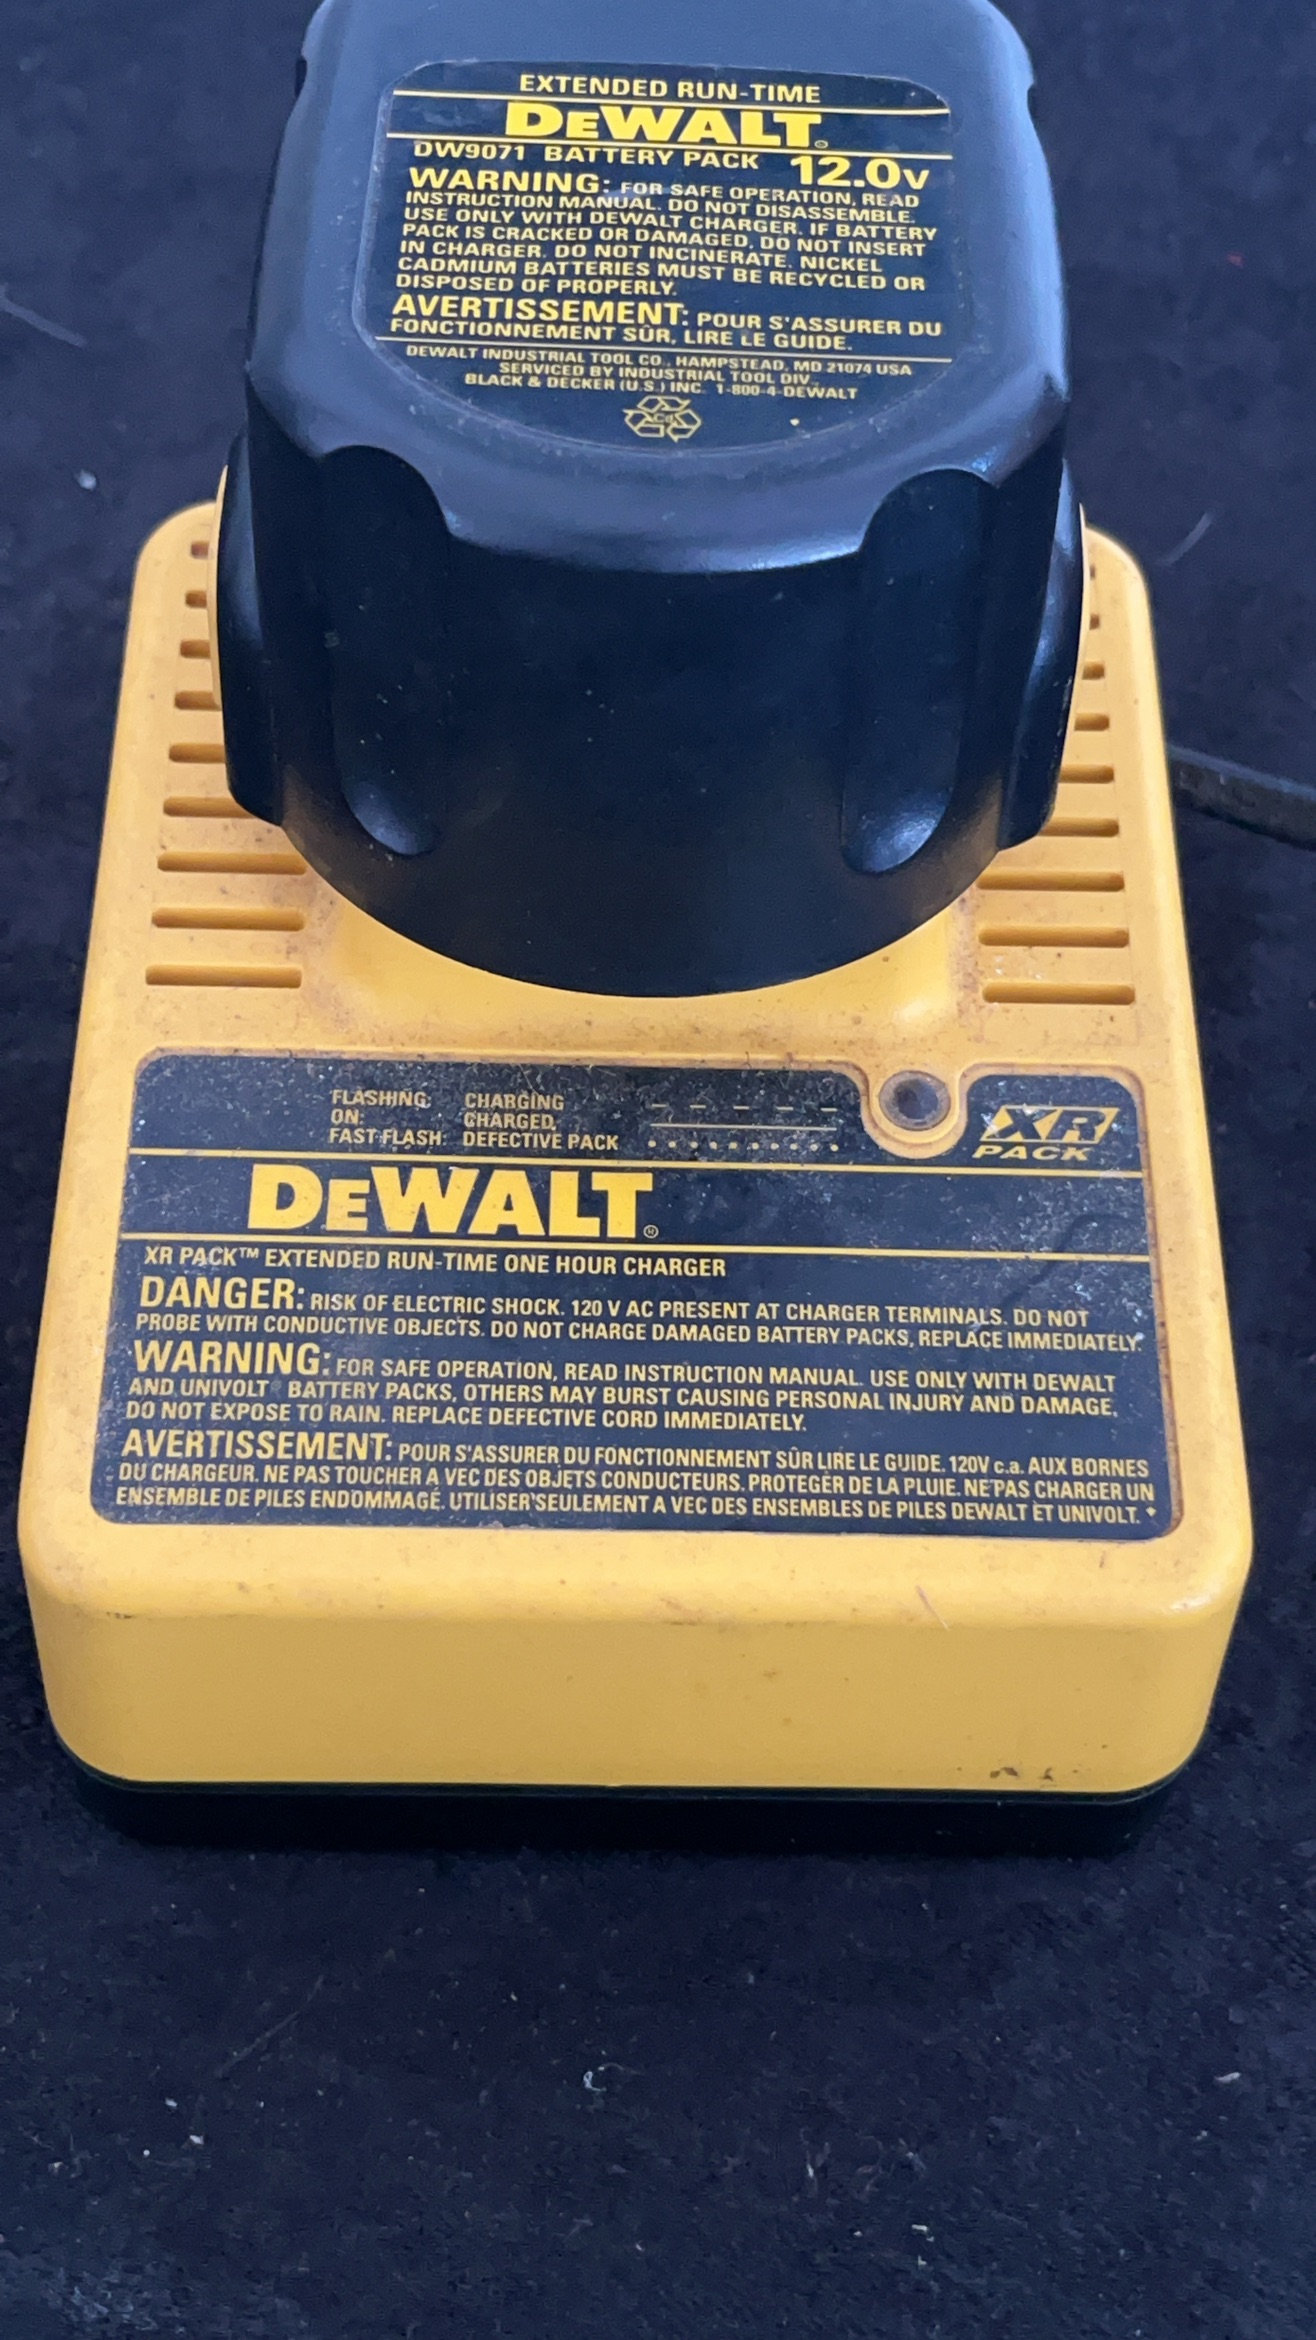 EXTENDED RUN-TIME
DEWALT®
DW9071 BATTERY PACK 12.0V
WARNING: FOR SAFE OPERATION, READ
INSTRUCTION MANUAL. DO NOT DISASSEMBLE.
USE ONLY WITH DEWALT CHARGER. IF BATTERY
PACK IS CRACKED OR DAMAGED, DO NOT INSERT
IN CHARGER. DO NOT INCINERATE. NICKEL
CADMIUM BATTERIES MUST BE RECYCLED OR
DISPOSED OF PROPERLY.
AVERTISSEMENT: POUR S'ASSURER DU
FONCTIONNEMENT SÛR, LIRE LE GUIDE.
DEWALT INDUSTRIAL TOOL CO., HAMPSTEAD, MD 21074 USA
SERVICED BY INDUSTRIAL TOOL DIV.,
BLACK & DECKER (U.S.) INC. 1-800-4-DEWALT
Cd
FLASHING: CHARGING
ON: CHARGED
FAST FLASH: DEFECTIVE PACK
XR
PACK
DEWALT®
XR PACK™ EXTENDED RUN-TIME ONE HOUR CHARGER
DANGER: RISK OF ELECTRIC SHOCK. 120 V AC PRESENT AT CHARGER TERMINALS. DO NOT
PROBE WITH CONDUCTIVE OBJECTS. DO NOT CHARGE DAMAGED BATTERY PACKS, REPLACE IMMEDIATELY.
WARNING: FOR SAFE OPERATION, READ INSTRUCTION MANUAL. USE ONLY WITH DEWALT
AND UNIVOLT BATTERY PACKS, OTHERS MAY BURST CAUSING PERSONAL INJURY AND DAMAGE.
DO NOT EXPOSE TO RAIN. REPLACE DEFECTIVE CORD IMMEDIATELY.
AVERTISSEMENT: POUR S'ASSURER DU FONCTIONNEMENT SÛR LIRE LE GUIDE. 120V c.a. AUX BORNES
DU CHARGEUR. NE PAS TOUCHER A VEC DES OBJETS CONDUCTEURS. PROTEGER DE LA PLUIE. NE PAS CHARGER UN
ENSEMBLE DE PILES ENDOMMAGÉ. UTILISER SEULEMENT A VEC DES ENSEMBLES DE PILES DEWALT ET UNIVOLT.